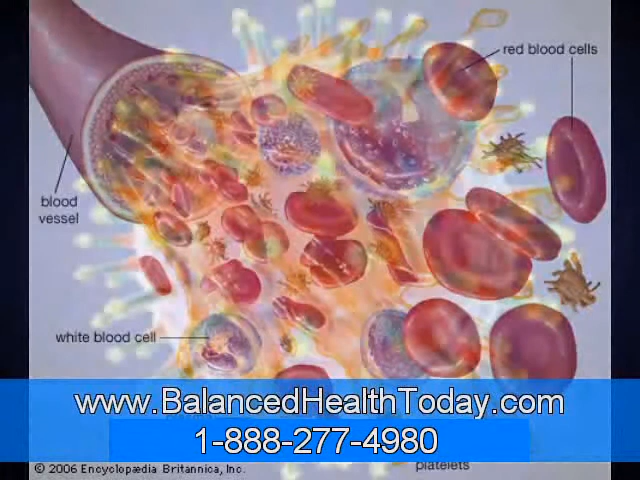 red blood cells
blood
vessel
white blood cell
www.BalancedHealthToday.com
1-888-277-4980
platelets
© 2006 Encyclopædia Britannica, Inc.